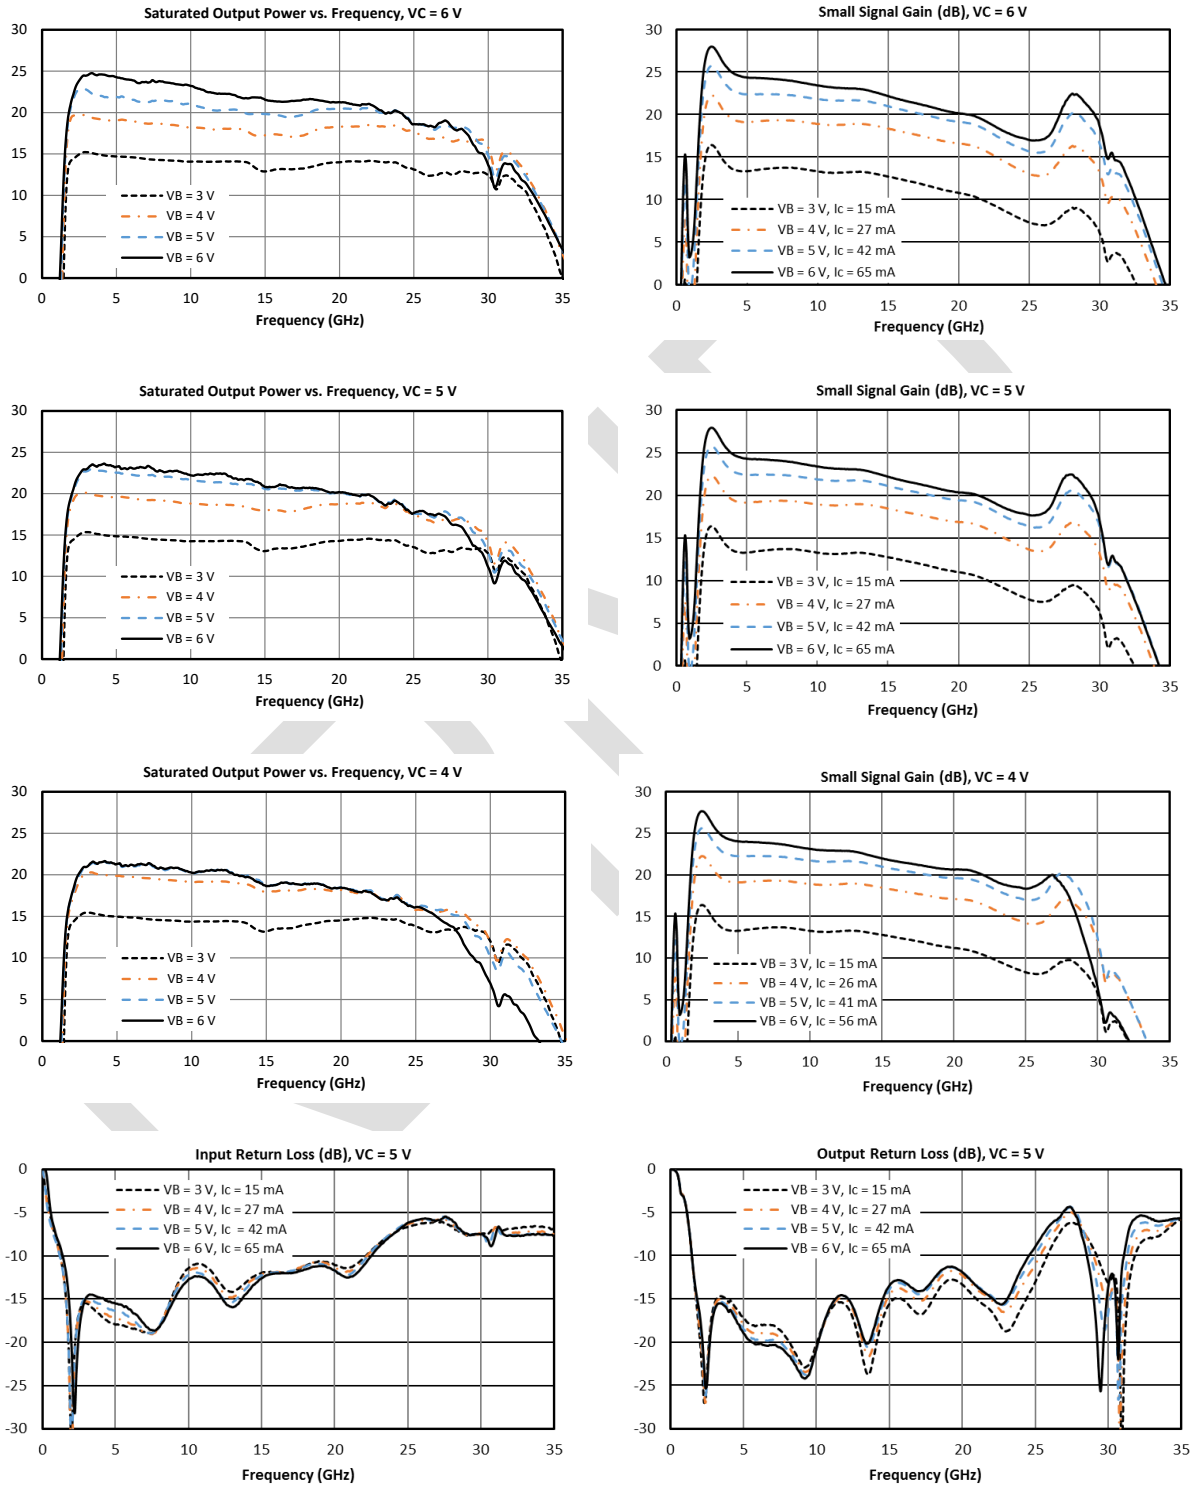 Saturated Output Power vs. Frequency, VC = 6 V
30
25
20
15
10
5
0
VB = 3 V
VB = 4 V
VB = 5 V
VB = 6 V
0 5 10 15 20 25 30 35
Frequency (GHz)
Small Signal Gain (dB), VC = 6 V
30
25
20
15
10
5
0
VB = 3 V, Ic = 15 mA
VB = 4 V, Ic = 27 mA
VB = 5 V, Ic = 42 mA
VB = 6 V, Ic = 65 mA
0 5 10 15 20 25 30 35
Frequency (GHz)
Saturated Output Power vs. Frequency, VC = 5 V
30
25
20
15
10
5
0
VB = 3 V
VB = 4 V
VB = 5 V
VB = 6 V
0 5 10 15 20 25 30 35
Frequency (GHz)
Small Signal Gain (dB), VC = 5 V
30
25
20
15
10
5
0
VB = 3 V, Ic = 15 mA
VB = 4 V, Ic = 27 mA
VB = 5 V, Ic = 42 mA
VB = 6 V, Ic = 65 mA
0 5 10 15 20 25 30 35
Frequency (GHz)
Saturated Output Power vs. Frequency, VC = 4 V
30
25
20
15
10
5
0
VB = 3 V
VB = 4 V
VB = 5 V
VB = 6 V
0 5 10 15 20 25 30 35
Frequency (GHz)
Small Signal Gain (dB), VC = 4 V
30
25
20
15
10
5
0
VB = 3 V, Ic = 15 mA
VB = 4 V, Ic = 26 mA
VB = 5 V, Ic = 41 mA
VB = 6 V, Ic = 56 mA
0 5 10 15 20 25 30 35
Frequency (GHz)
Input Return Loss (dB), VC = 5 V
0
-5
-10
-15
-20
-25
-30
VB = 3 V, Ic = 15 mA
VB = 4 V, Ic = 27 mA
VB = 5 V, Ic = 42 mA
VB = 6 V, Ic = 65 mA
0 5 10 15 20 25 30 35
Frequency (GHz)
Output Return Loss (dB), VC = 5 V
0
-5
-10
-15
-20
-25
-30
VB = 3 V, Ic = 15 mA
VB = 4 V, Ic = 27 mA
VB = 5 V, Ic = 42 mA
VB = 6 V, Ic = 65 mA
0 5 10 15 20 25 30 35
Frequency (GHz)